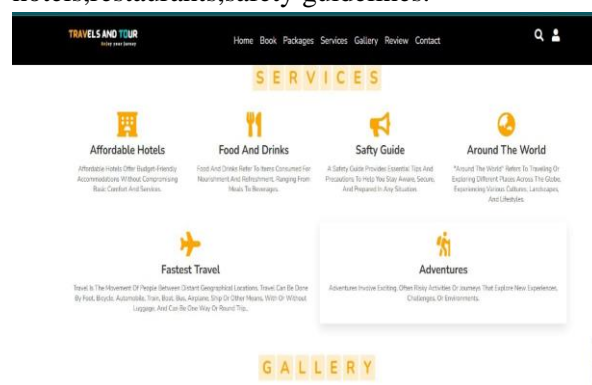 hotels,restaurants,safety guidelines.
TRAVELS AND TOUR
Enjoy your Jurney
Home Book Packages Services Gallery Review Contact
SERVICES
Affordable Hotels
Affordable Hotels Offer Budget-Friendly
Accommodations Without Compromising
Basic Comfort And Services.
Food And Drinks
Food And Drinks Refer To Items Consumed For
Nourishment And Refreshment, Ranging From
Meals To Beverages.
Safty Guide
A Safety Guide Provides Essential Tips And
Precautions To Help You Stay Aware, Secure,
And Prepared In Any Situation.
Around The World
"Around The World" Refers To Traveling Or
Exploring Different Places Across The Globe,
Experiencing Various Cultures, Landscapes,
And Lifestyles.
Fastest Travel
Travel Is The Movement Of People Between Distant Geographical Locations. Travel Can Be Done
By Foot, Bicycle, Automobile, Train, Boat, Bus, Airplane, Ship Or Other Means, With Or Without
Luggage, And Can Be One Way Or Round Trip..
Adventures
Adventures Involve Exciting, Often Risky Activities Or Journeys That Explore New Experiences,
Challenges, Or Environments.
GALLERY